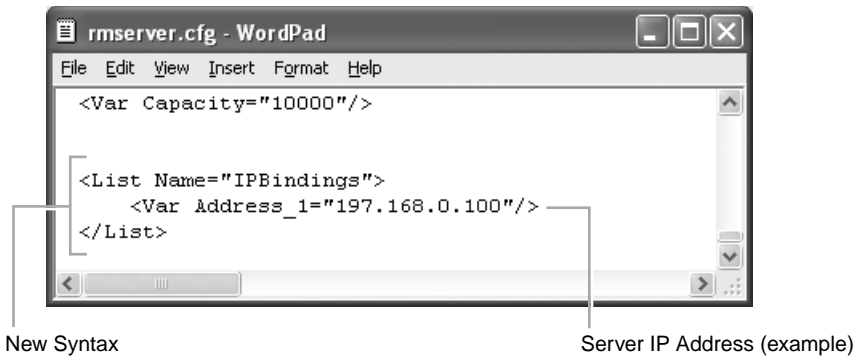 rmserver.cfg - WordPad
File Edit View Insert Format Help
<Var Capacity="10000"/>
<List Name="IPBindings">
<Var Address_1="197.168.0.100"/>
</List>
New Syntax
Server IP Address (example)